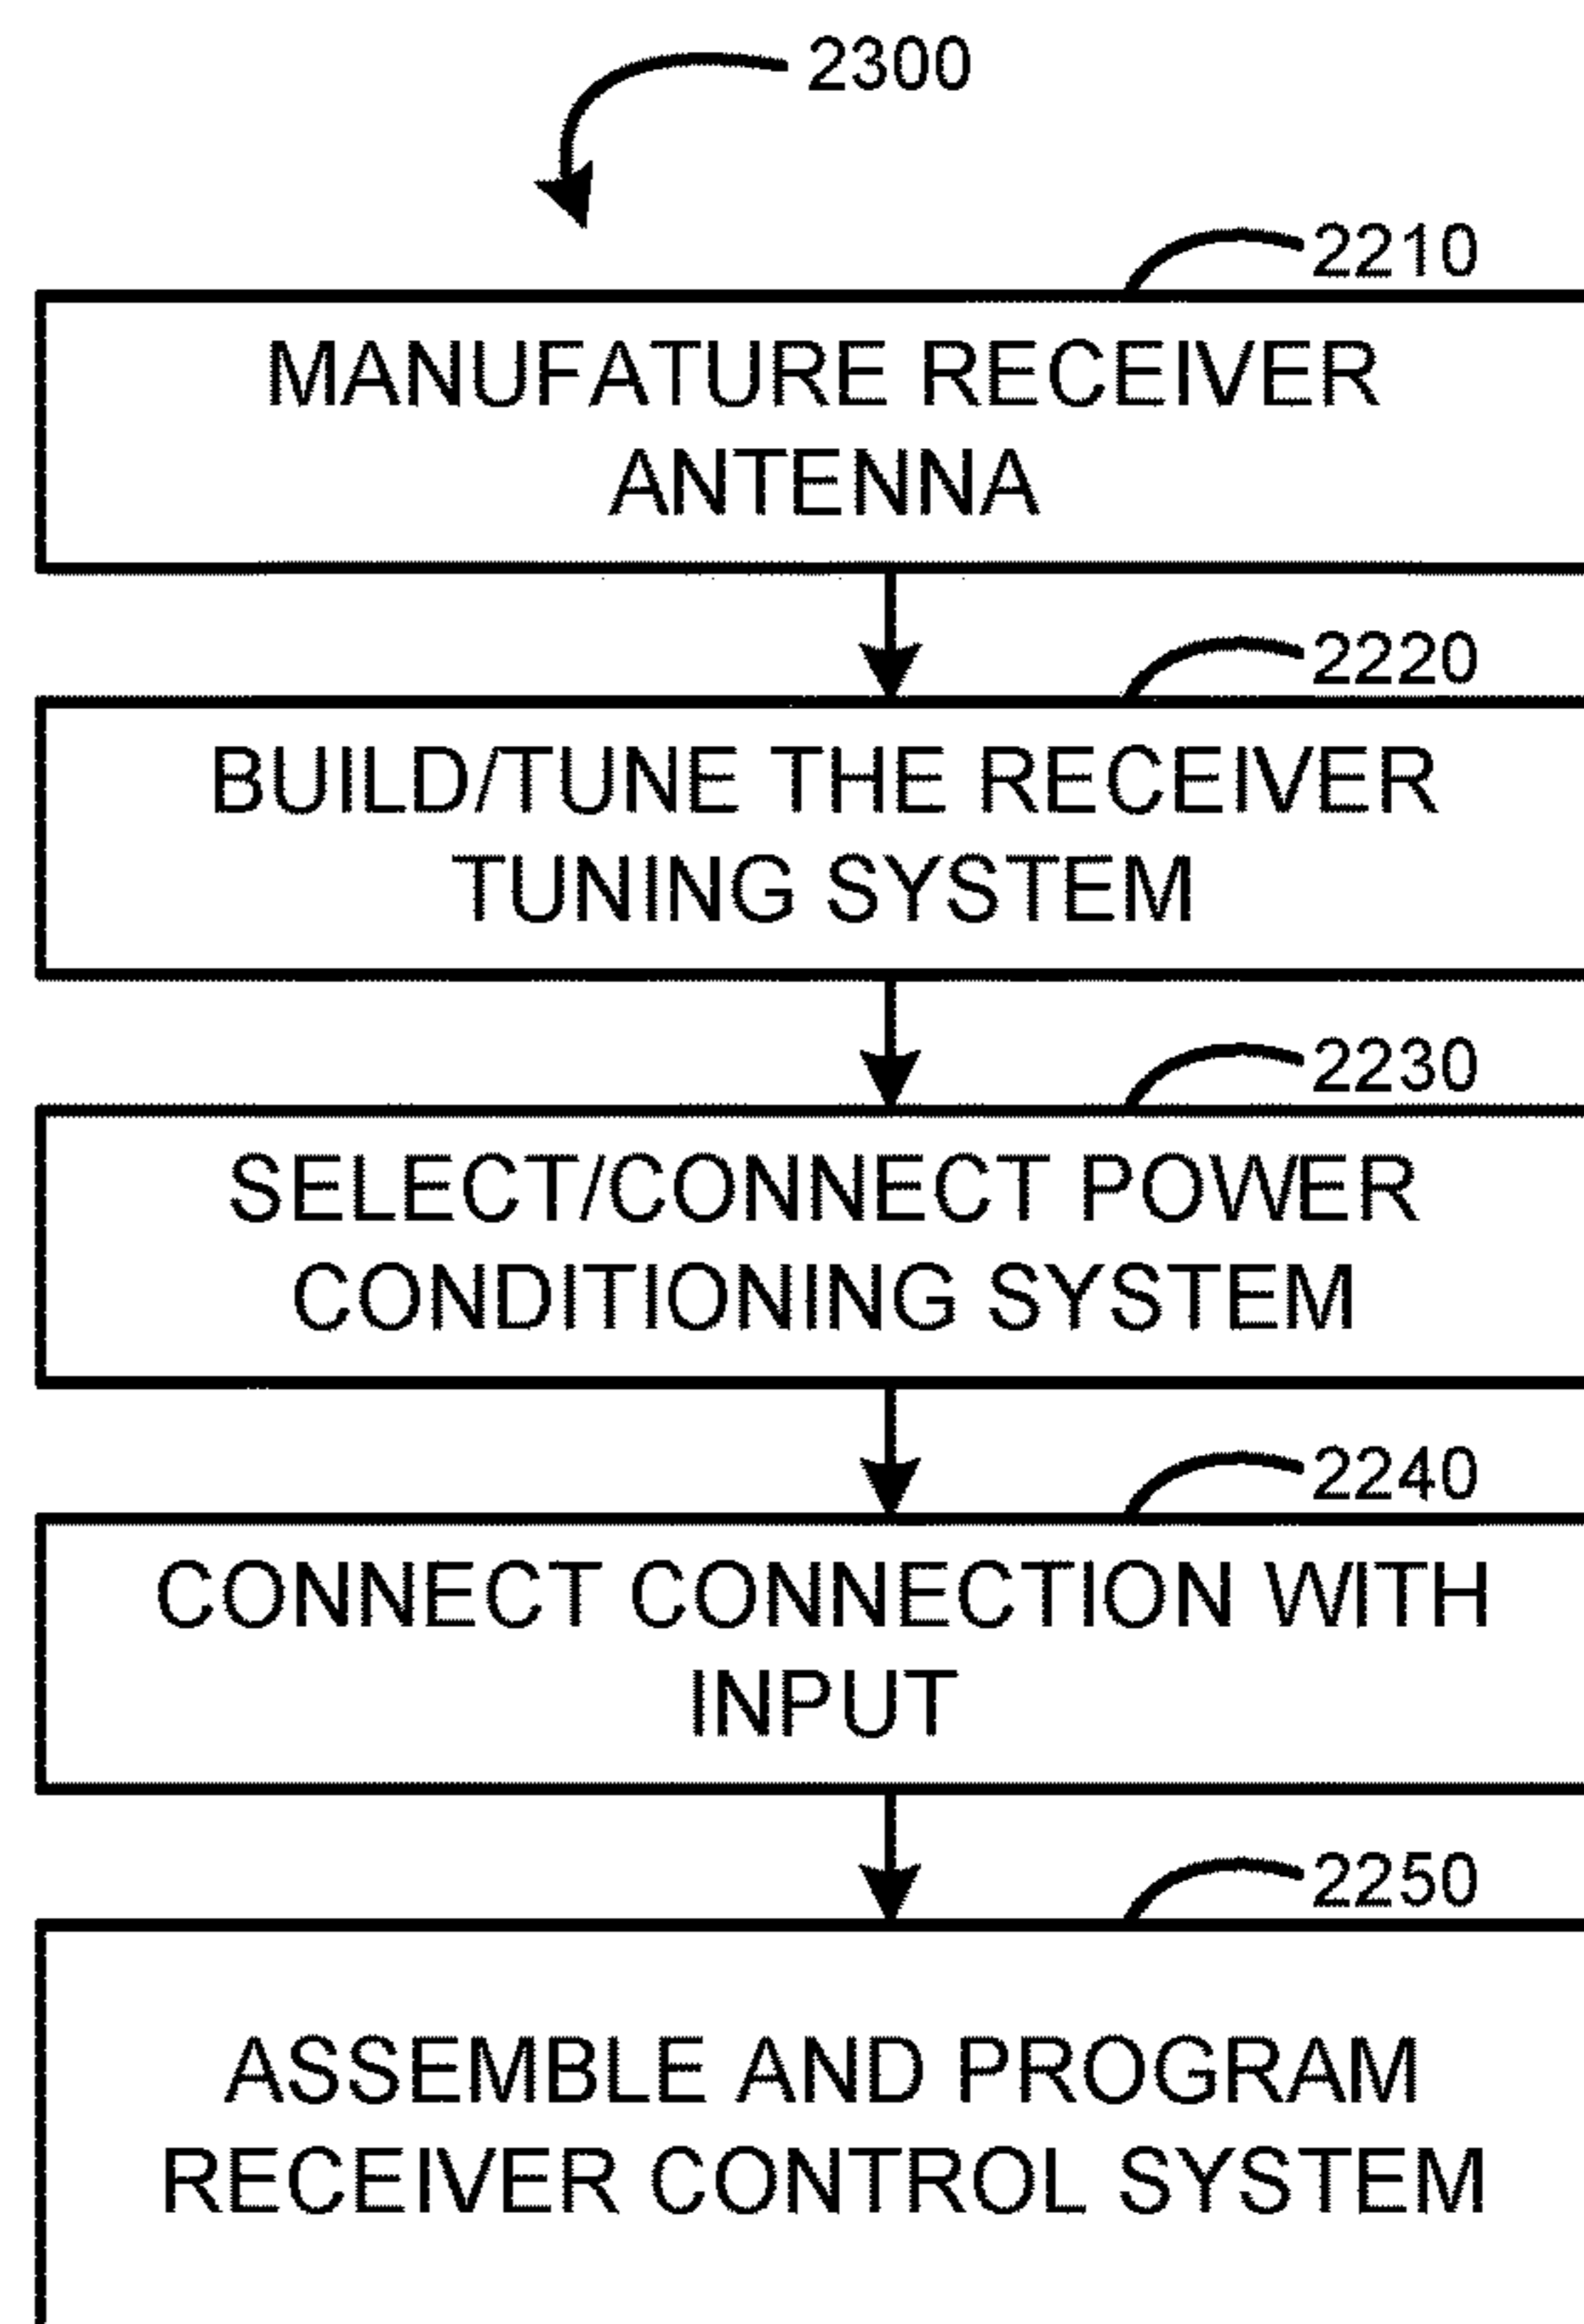 2300
2210
MANUFATURE RECEIVER
ANTENNA
2220
BUILD/TUNE THE RECEIVER
TUNING SYSTEM
2230
SELECT/CONNECT POWER
CONDITIONING SYSTEM
2240
CONNECT CONNECTION WITH
INPUT
2250
ASSEMBLE AND PROGRAM
RECEIVER CONTROL SYSTEM